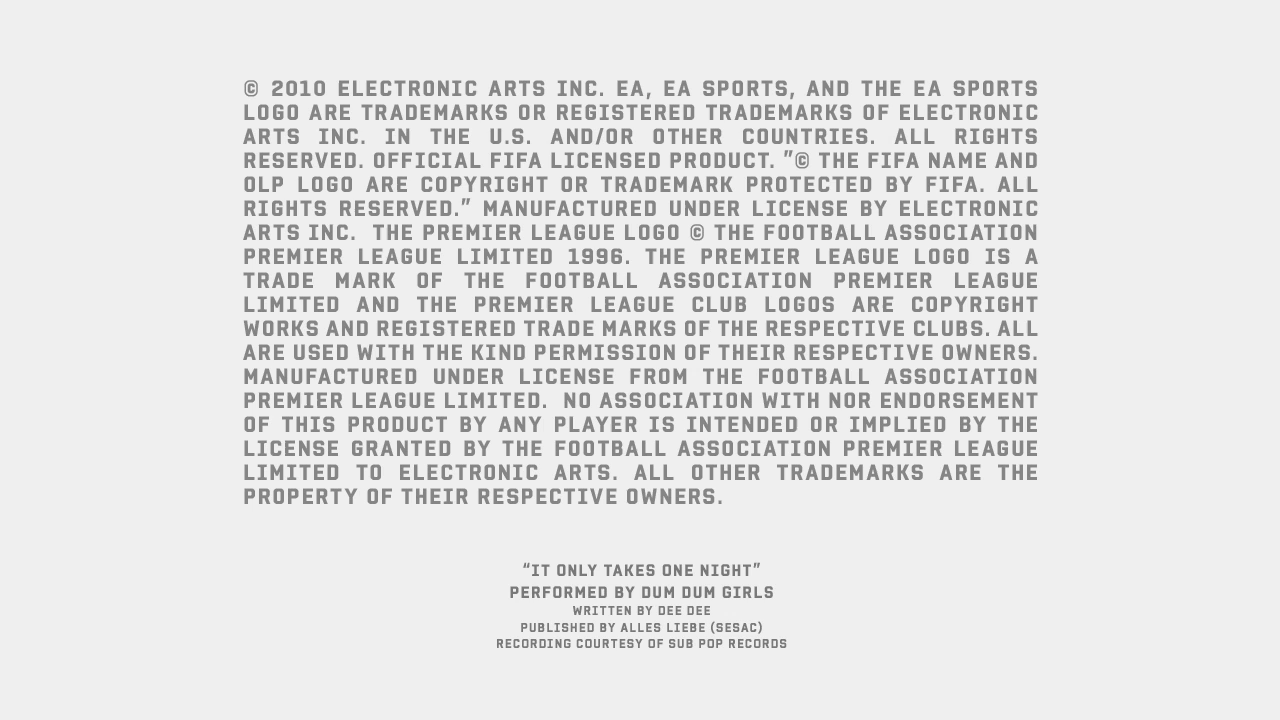 © 2010 ELECTRONIC ARTS INC. EA, EA SPORTS, AND THE EA SPORTS
LOGO ARE TRADEMARKS OR REGISTERED TRADEMARKS OF ELECTRONIC
ARTS INC. IN THE U.S. AND/OR OTHER COUNTRIES. ALL RIGHTS
RESERVED. OFFICIAL FIFA LICENSED PRODUCT. "© THE FIFA NAME AND
OLP LOGO ARE COPYRIGHT OR TRADEMARK PROTECTED BY FIFA. ALL
RIGHTS RESERVED." MANUFACTURED UNDER LICENSE BY ELECTRONIC
ARTS INC. THE PREMIER LEAGUE LOGO © THE FOOTBALL ASSOCIATION
PREMIER LEAGUE LIMITED 1996. THE PREMIER LEAGUE LOGO IS A
TRADE MARK OF THE FOOTBALL ASSOCIATION PREMIER LEAGUE
LIMITED AND THE PREMIER LEAGUE CLUB LOGOS ARE COPYRIGHT
WORKS AND REGISTERED TRADE MARKS OF THE RESPECTIVE CLUBS. ALL
ARE USED WITH THE KIND PERMISSION OF THEIR RESPECTIVE OWNERS.
MANUFACTURED UNDER LICENSE FROM THE FOOTBALL ASSOCIATION
PREMIER LEAGUE LIMITED. NO ASSOCIATION WITH NOR ENDORSEMENT
OF THIS PRODUCT BY ANY PLAYER IS INTENDED OR IMPLIED BY THE
LICENSE GRANTED BY THE FOOTBALL ASSOCIATION PREMIER LEAGUE
LIMITED TO ELECTRONIC ARTS. ALL OTHER TRADEMARKS ARE THE
PROPERTY OF THEIR RESPECTIVE OWNERS.
“IT ONLY TAKES ONE NIGHT”
PERFORMED BY DUM DUM GIRLS
WRITTEN BY DEE DEE
PUBLISHED BY ALLES LIEBE (SESAC)
RECORDING COURTESY OF SUB POP RECORDS